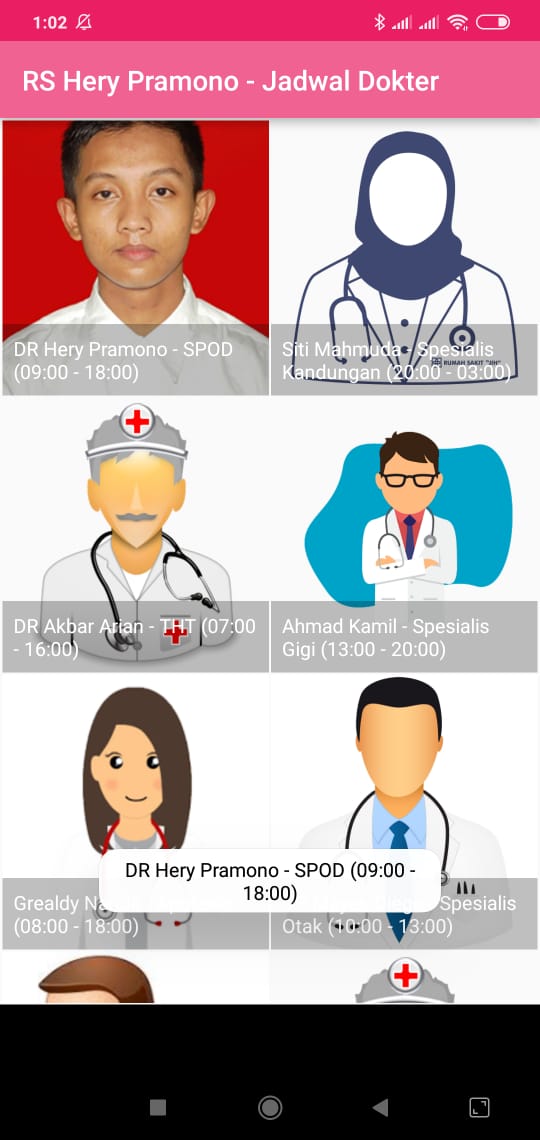 1:02
RS Hery Pramono - Jadwal Dokter
DR Hery Pramono - SPOD
(09:00 - 18:00)
RUMAH SAKIT "JIH"
Siti Mahmuda - Spesialis
Kandungan (20:00 - 03:00)
DR Akbar Arian - THT (07:00
- 16:00)
Ahmad Kamil - Spesialis
Gigi (13:00 - 20:00)
DR Hery Pramono - SPOD (09:00 -
18:00)
Grealdy
(08:00 - 18:00)
Spesialis
Otak (10:00 - 13:00)